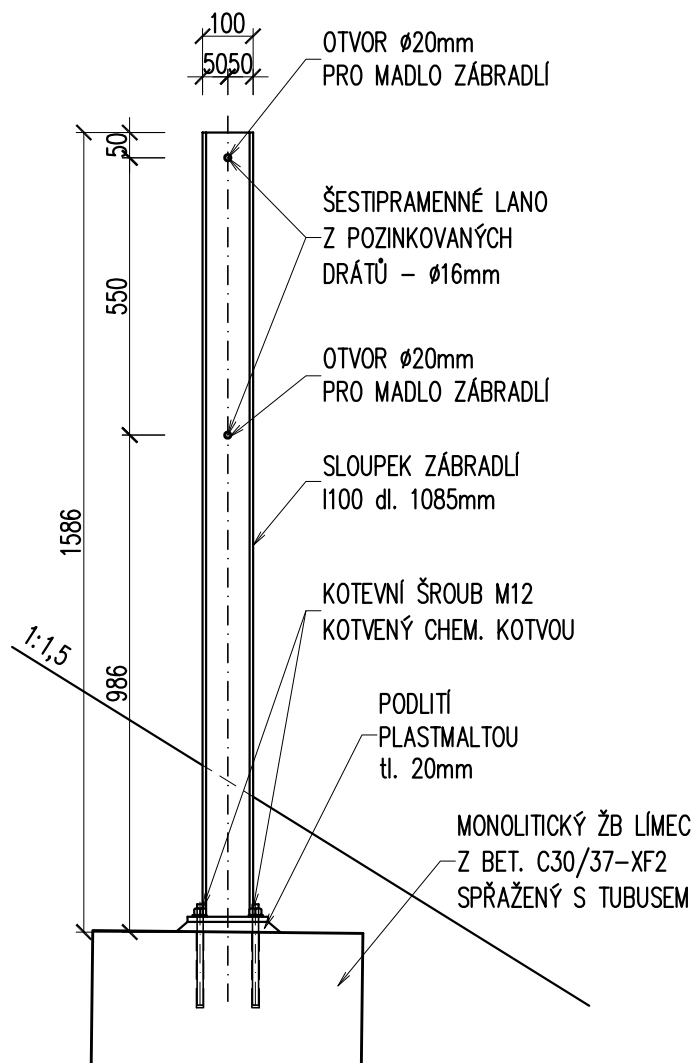 100
5050
OTVOR ø20mm
PRO MADLO ZÁBRADLÍ
50
ŠESTIPRAMENNÉ LANO
Z POZINKOVANÝCH
DRÁTŮ – ø16mm
550
OTVOR ø20mm
PRO MADLO ZÁBRADLÍ
SLOUPEK ZÁBRADLÍ
I100 dl. 1085mm
1586
KOTEVNÍ ŠROUB M12
KOTVENÝ CHEM. KOTVOU
1:1,5
986
PODLITÍ
PLASTMALTOU
tl. 20mm
MONOLITICKÝ ŽB LÍMEC
Z BET. C30/37–XF2
SPŘAŽENÝ S TUBUSEM